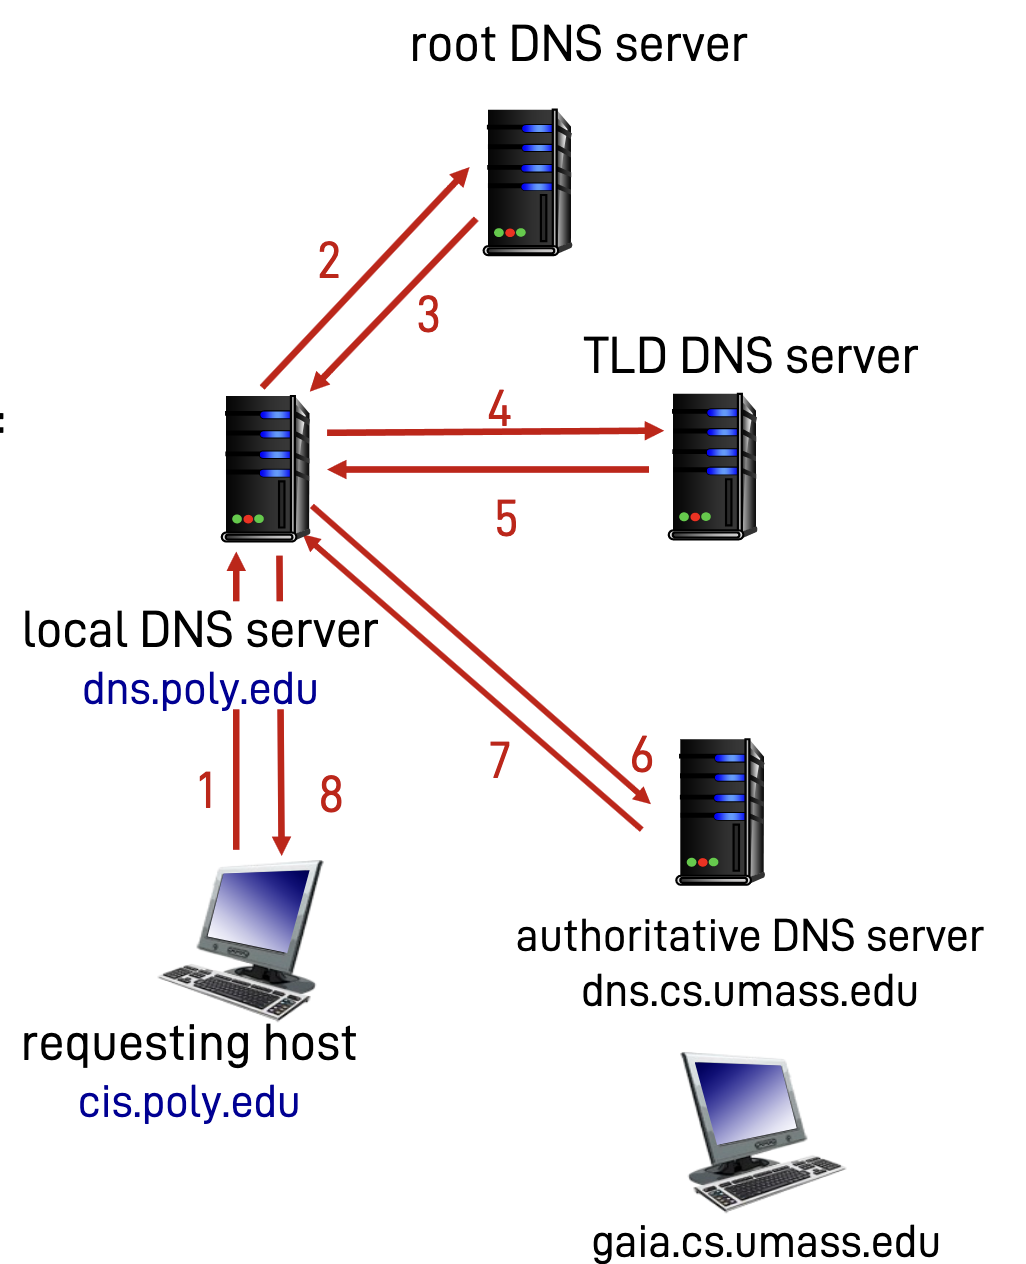 root DNS server
2
3
TLD DNS server
4
:
5
local DNS server
dns.poly.edu
6
7
1
8
authoritative DNS server
dns.cs.umass.edu
requesting host
cis.poly.edu
gaia.cs.umass.edu